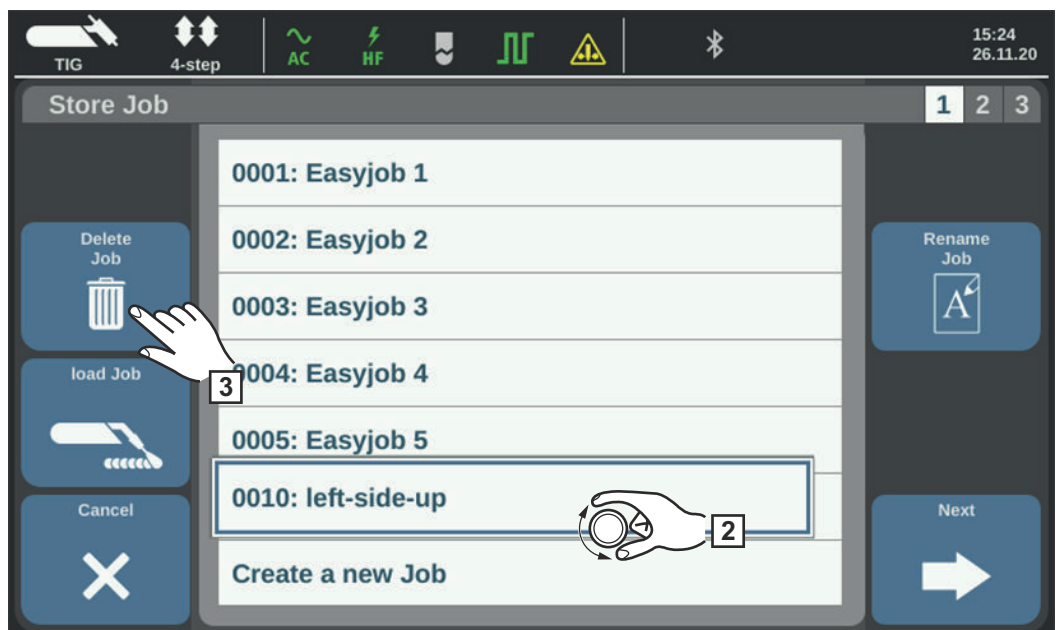 TIG
4-step
AC
HF
15:24
26.11.20
Store Job
1 2 3
0001: Easyjob 1
Delete
Job
0002: Easyjob 2
Rename
Job
A
0003: Easyjob 3
load Job
3
004: Easyjob 4
0005: Easyjob 5
Cancel
0010: left-side-up
2
Next
Create a new Job